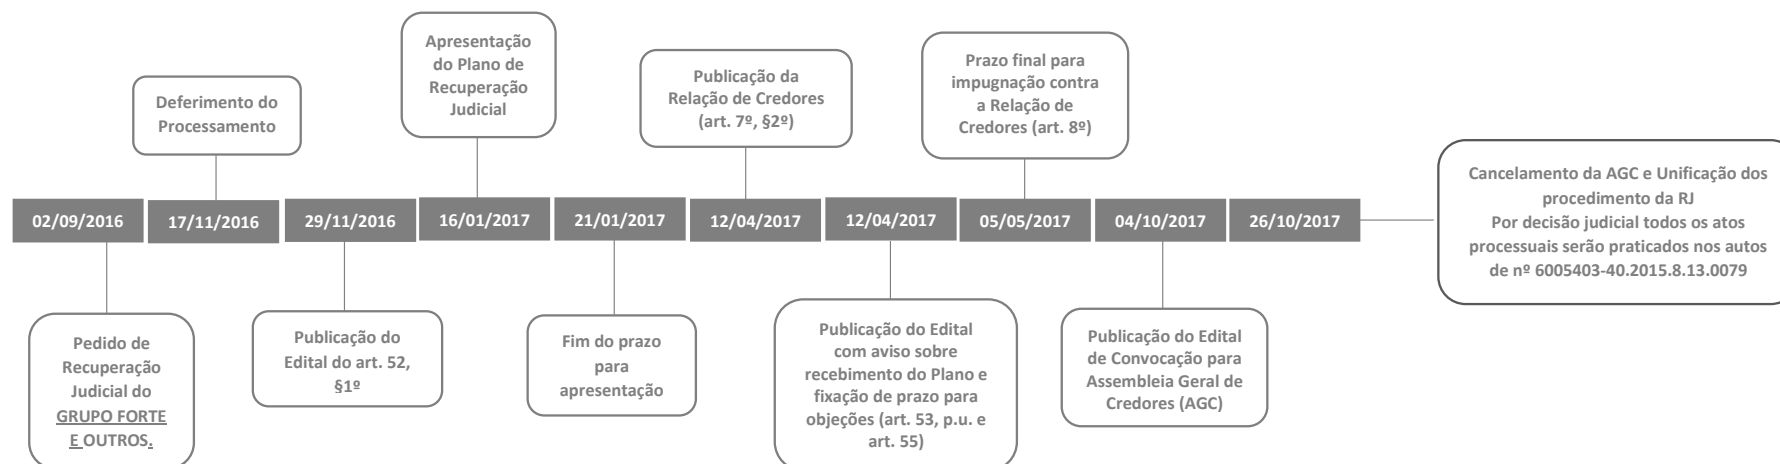 Apresentação
do Plano de
Recuperação
Judicial
Prazo final para
impugnação contra
a Relação de
Credores (art. 8º)
Publicação da
Relação de Credores
(art. 7º, §2º)
Deferimento do
Processamento
Cancelamento da AGC e Unificação dos
procedimento da RJ
Por decisão judicial todos os atos
processuais serão praticados nos autos
de nº 6005403-40.2015.8.13.0079
02/09/2016 17/11/2016 29/11/2016 16/01/2017 21/01/2017 12/04/2017 12/04/2017 05/05/2017 04/10/2017 26/10/2017
Pedido de
Recuperação
Judicial do
GRUPO FORTE
E OUTROS.
Publicação do
Edital do art. 52,
§1º
Fim do prazo
para
apresentação
Publicação do Edital
com aviso sobre
recebimento do Plano e
fixação de prazo para
objeções (art. 53, p.u. e
art. 55)
Publicação do Edital
de Convocação para
Assembleia Geral de
Credores (AGC)